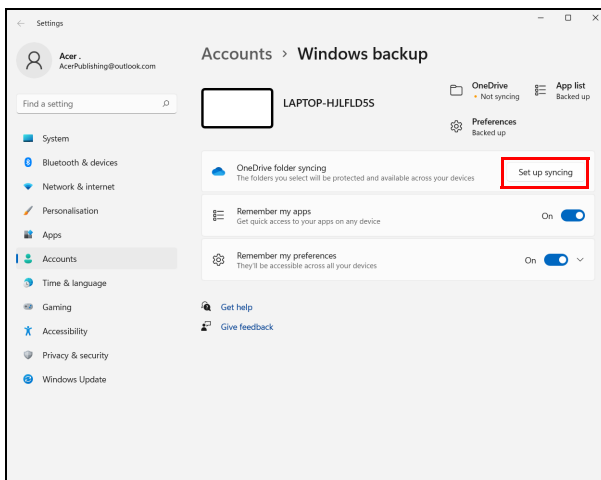 Settings
Acer .
AcerPublishing@outlook.com
Find a setting
System
Bluetooth & devices
Network & internet
Personalisation
Apps
Accounts
Time & language
Gaming
Accessibility
Privacy & security
Windows Update
Accounts > Windows backup
LAPTOP-HJLFLD5S
OneDrive
• Not syncing
App list
Backed up
Preferences
Backed up
OneDrive folder syncing
The folders you select will be protected and available across your devices
Set up syncing
Remember my apps
Get quick access to your apps on any device
On
Remember my preferences
They'll be accessible across all your devices
On
Get help
Give feedback